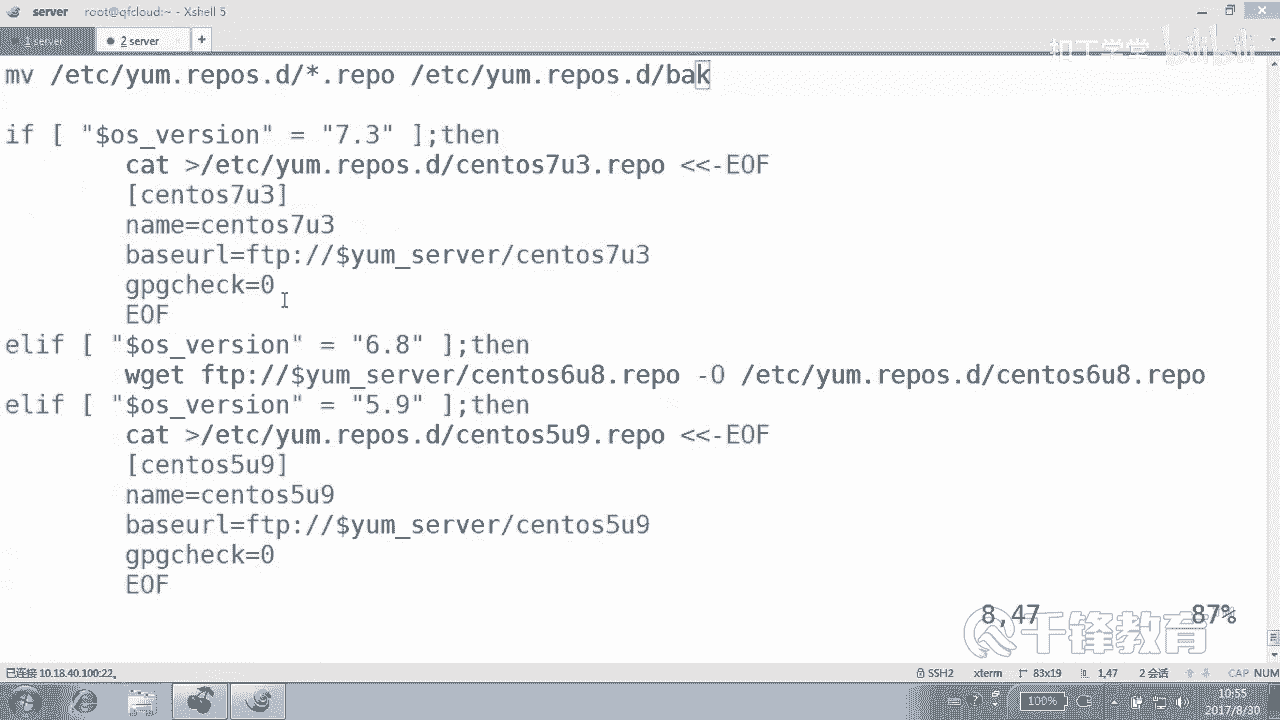 server root@qfcloud:~ - Xshell 5
1 server
2 server
+
扣丁学堂 bilibili
mv /etc/yum.repos.d/*.repo /etc/yum.repos.d/bak
if [ "$os_version" = "7.3" ];then
cat >/etc/yum.repos.d/centos7u3.repo <<-EOF
[centos7u3]
name=centos7u3
baseurl=ftp://$yum_server/centos7u3
gpgcheck=0
EOF
elif [ "$os_version" = "6.8" ];then
wget ftp://$yum_server/centos6u8.repo -O /etc/yum.repos.d/centos6u8.repo
elif [ "$os_version" = "5.9" ];then
cat >/etc/yum.repos.d/centos5u9.repo <<-EOF
[centos5u9]
name=centos5u9
baseurl=ftp://$yum_server/centos5u9
gpgcheck=0
EOF
8,47 87%
千锋教育
已连接 10.18.40.100:22。 SSH2 xterm 83x19 1,47 2 会话 CAP NUM
100% 10:55
2017/8/30